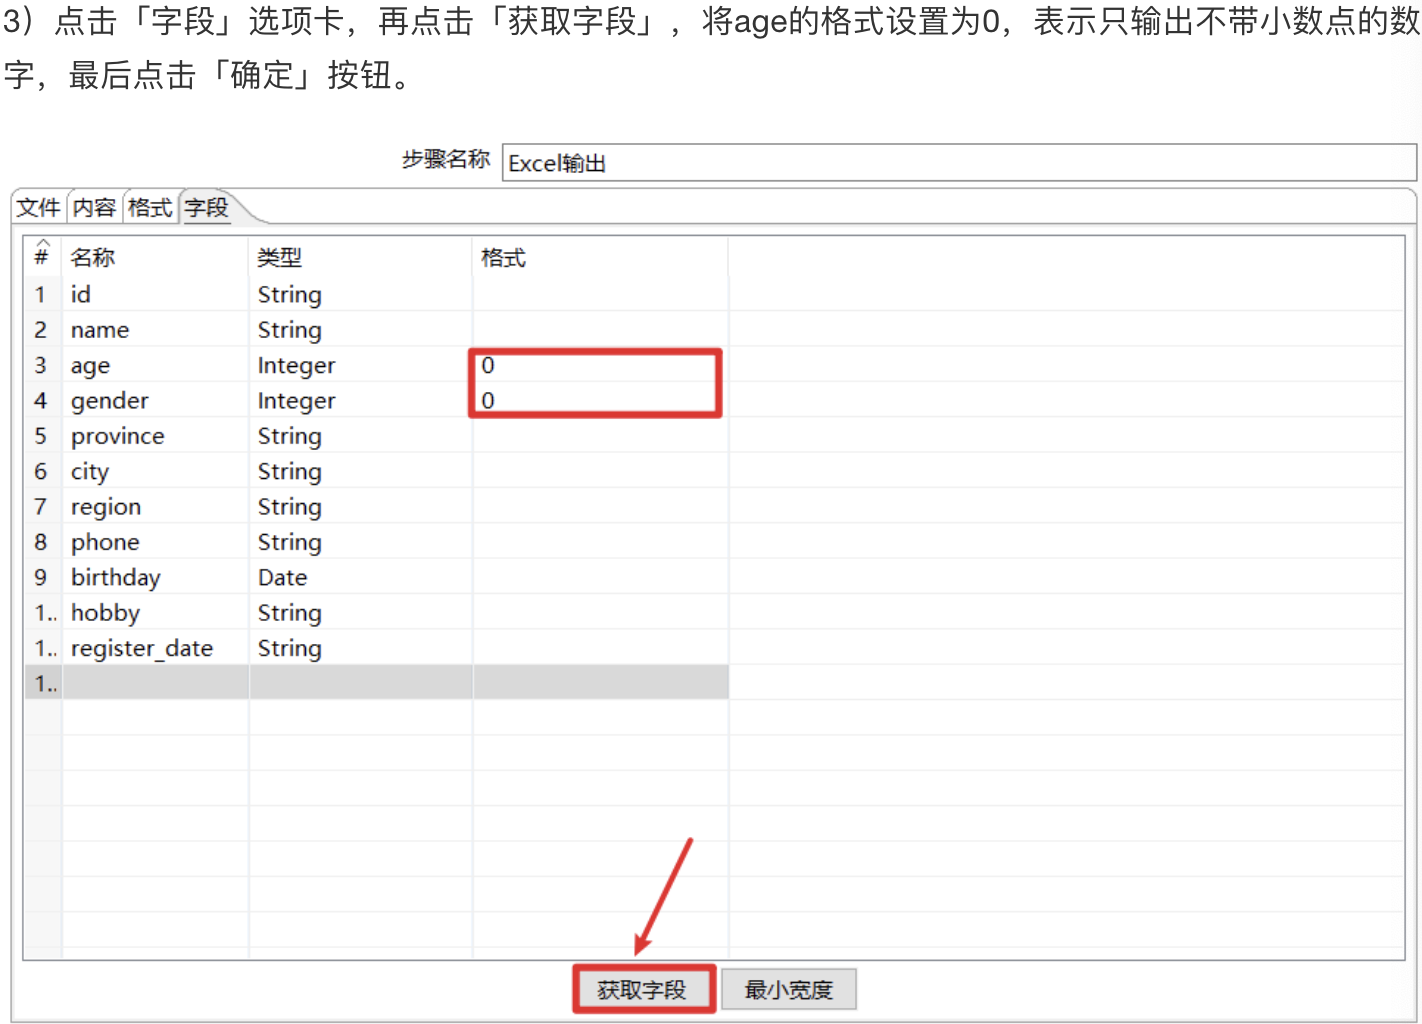 3）点击「字段」选项卡，再点击「获取字段」，将age的格式设置为0，表示只输出不带小数点的数
字，最后点击「确定」按钮。
步骤名称 Excel输出
文件 内容 格式 字段
# 名称 类型 格式
1 id String
2 name String
3 age Integer 0
4 gender Integer 0
5 province String
6 city String
7 region String
8 phone String
9 birthday Date
1.. hobby String
1.. register_date String
1..
获取字段 最小宽度